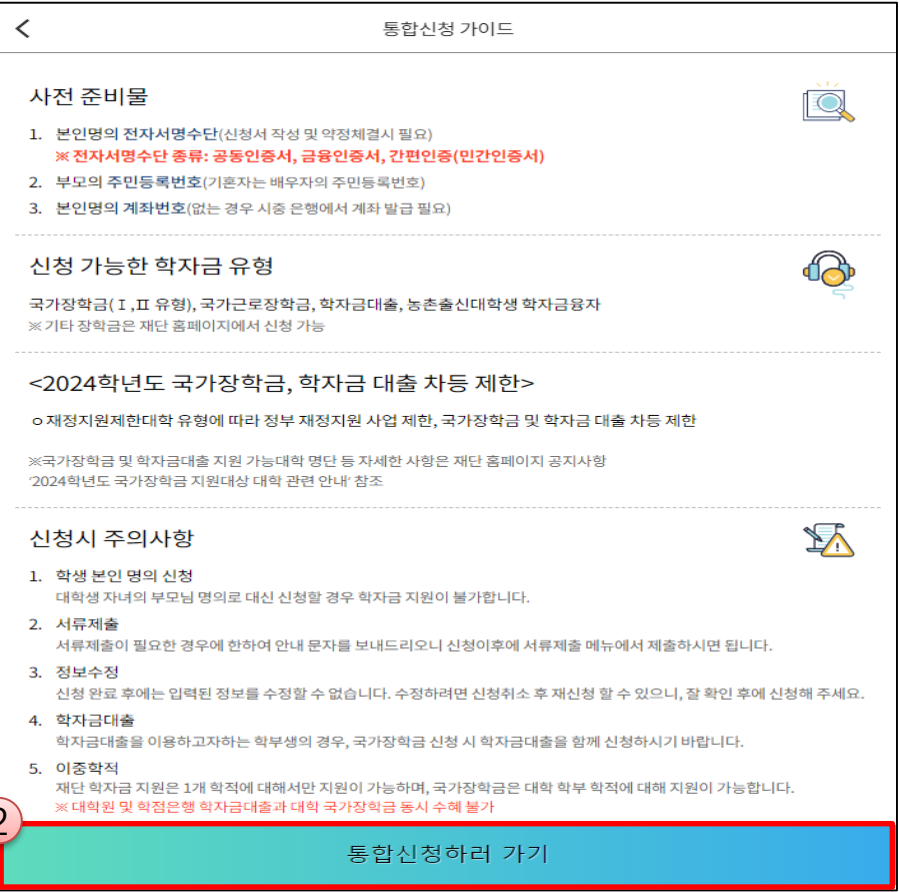 통합신청 가이드
사전 준비물
1. 본인명의 전자서명수단(신청서 작성 및 약정체결시 필요)
※ 전자서명수단 종류: 공동인증서, 금융인증서, 간편인증(민간인증서)
2. 부모의 주민등록번호(기혼자는 배우자의 주민등록번호)
3. 본인명의 계좌번호(없는 경우 시중 은행에서 계좌 발급 필요)
신청 가능한 학자금 유형
국가장학금(Ⅰ,Ⅱ 유형), 국가근로장학금, 학자금대출, 농촌출신대학생 학자금융자
※ 기타 장학금은 재단 홈페이지에서 신청 가능
<2024학년도 국가장학금, 학자금 대출 차등 제한>
ㅇ재정지원제한대학 유형에 따라 정부 재정지원 사업 제한, 국가장학금 및 학자금 대출 차등 제한
※국가장학금 및 학자금대출 지원 가능대학 명단 등 자세한 사항은 재단 홈페이지 공지사항
'2024학년도 국가장학금 지원대상 대학 관련 안내' 참조
신청시 주의사항
1. 학생 본인 명의 신청
대학생 자녀의 부모님 명의로 대신 신청할 경우 학자금 지원이 불가합니다.
2. 서류제출
서류제출이 필요한 경우에 한하여 안내 문자를 보내드리오니 신청이후에 서류제출 메뉴에서 제출하시면 됩니다.
3. 정보수정
신청 완료 후에는 입력된 정보를 수정할 수 없습니다. 수정하려면 신청취소 후 재신청 할 수 있으니, 잘 확인 후에 신청해 주세요.
4. 학자금대출
학자금대출을 이용하고자하는 학부생의 경우, 국가장학금 신청 시 학자금대출을 함께 신청하시기 바랍니다.
5. 이중학적
재단 학자금 지원은 1개 학적에 대해서만 지원이 가능하며, 국가장학금은 대학 학부 학적에 대해 지원이 가능합니다.
※ 대학원 및 학점은행 학자금대출과 대학 국가장학금 동시 수혜 불가
2
통합신청하러 가기